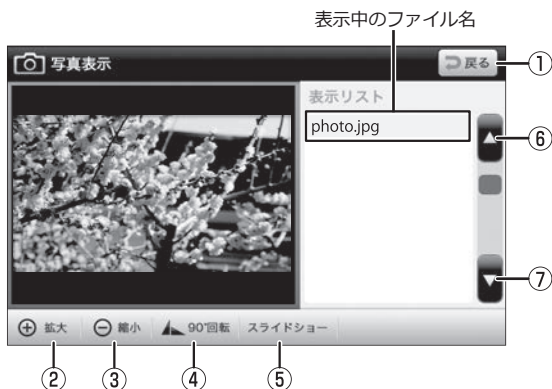 表示中のファイル名
写真表示
戻る
①
表示リスト
photo.jpg
⑥
⑦
拡大
縮小
90°回転
スライドショー
②
③
④
⑤